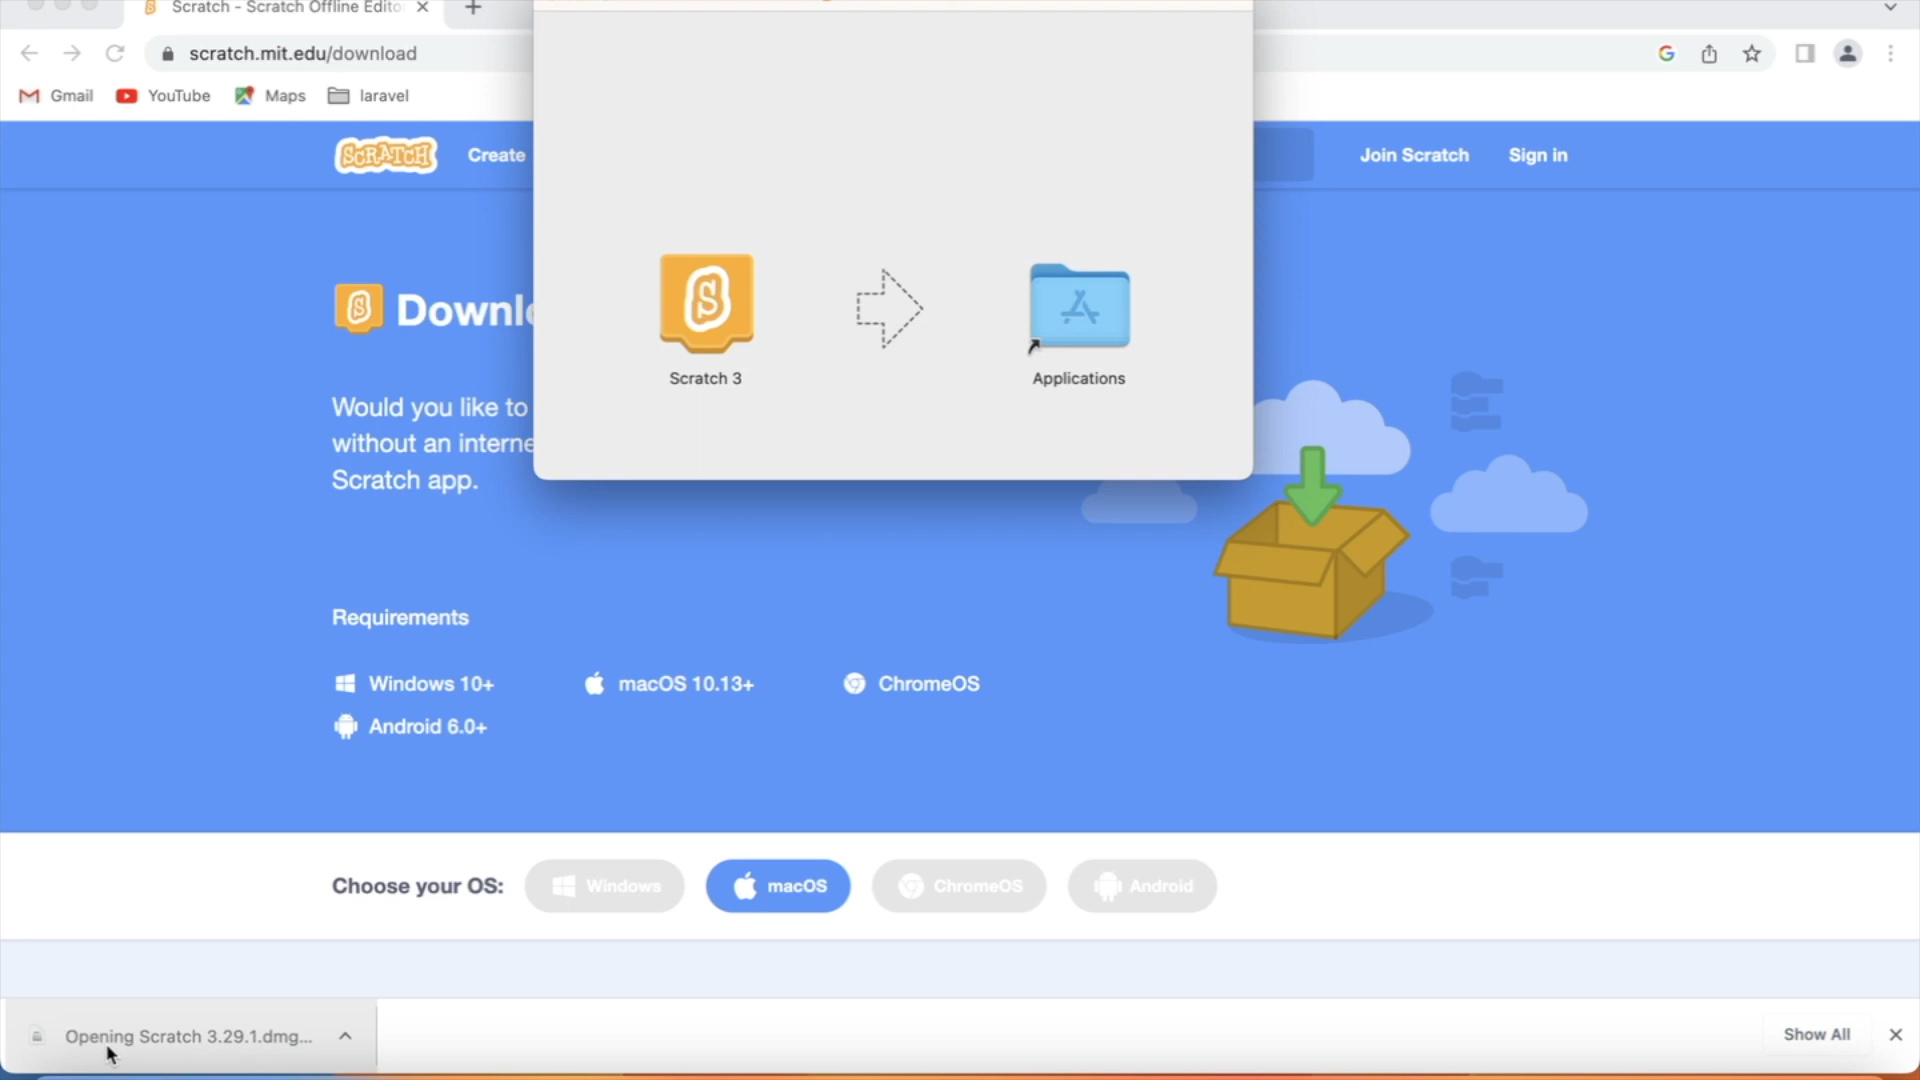 Scratch - Scratch Offline Edito
scratch.mit.edu/download
Gmail
YouTube
Maps
laravel
SCRATCH
Create
Join Scratch
Sign in
Scratch 3
Applications
Would you like to
without an interne
Scratch app.
Requirements
Windows 10+
macOS 10.13+
ChromeOS
Android 6.0+
Choose your OS:
Windows
macOS
ChromeOS
Android
Opening Scratch 3.29.1.dmg...
Show All